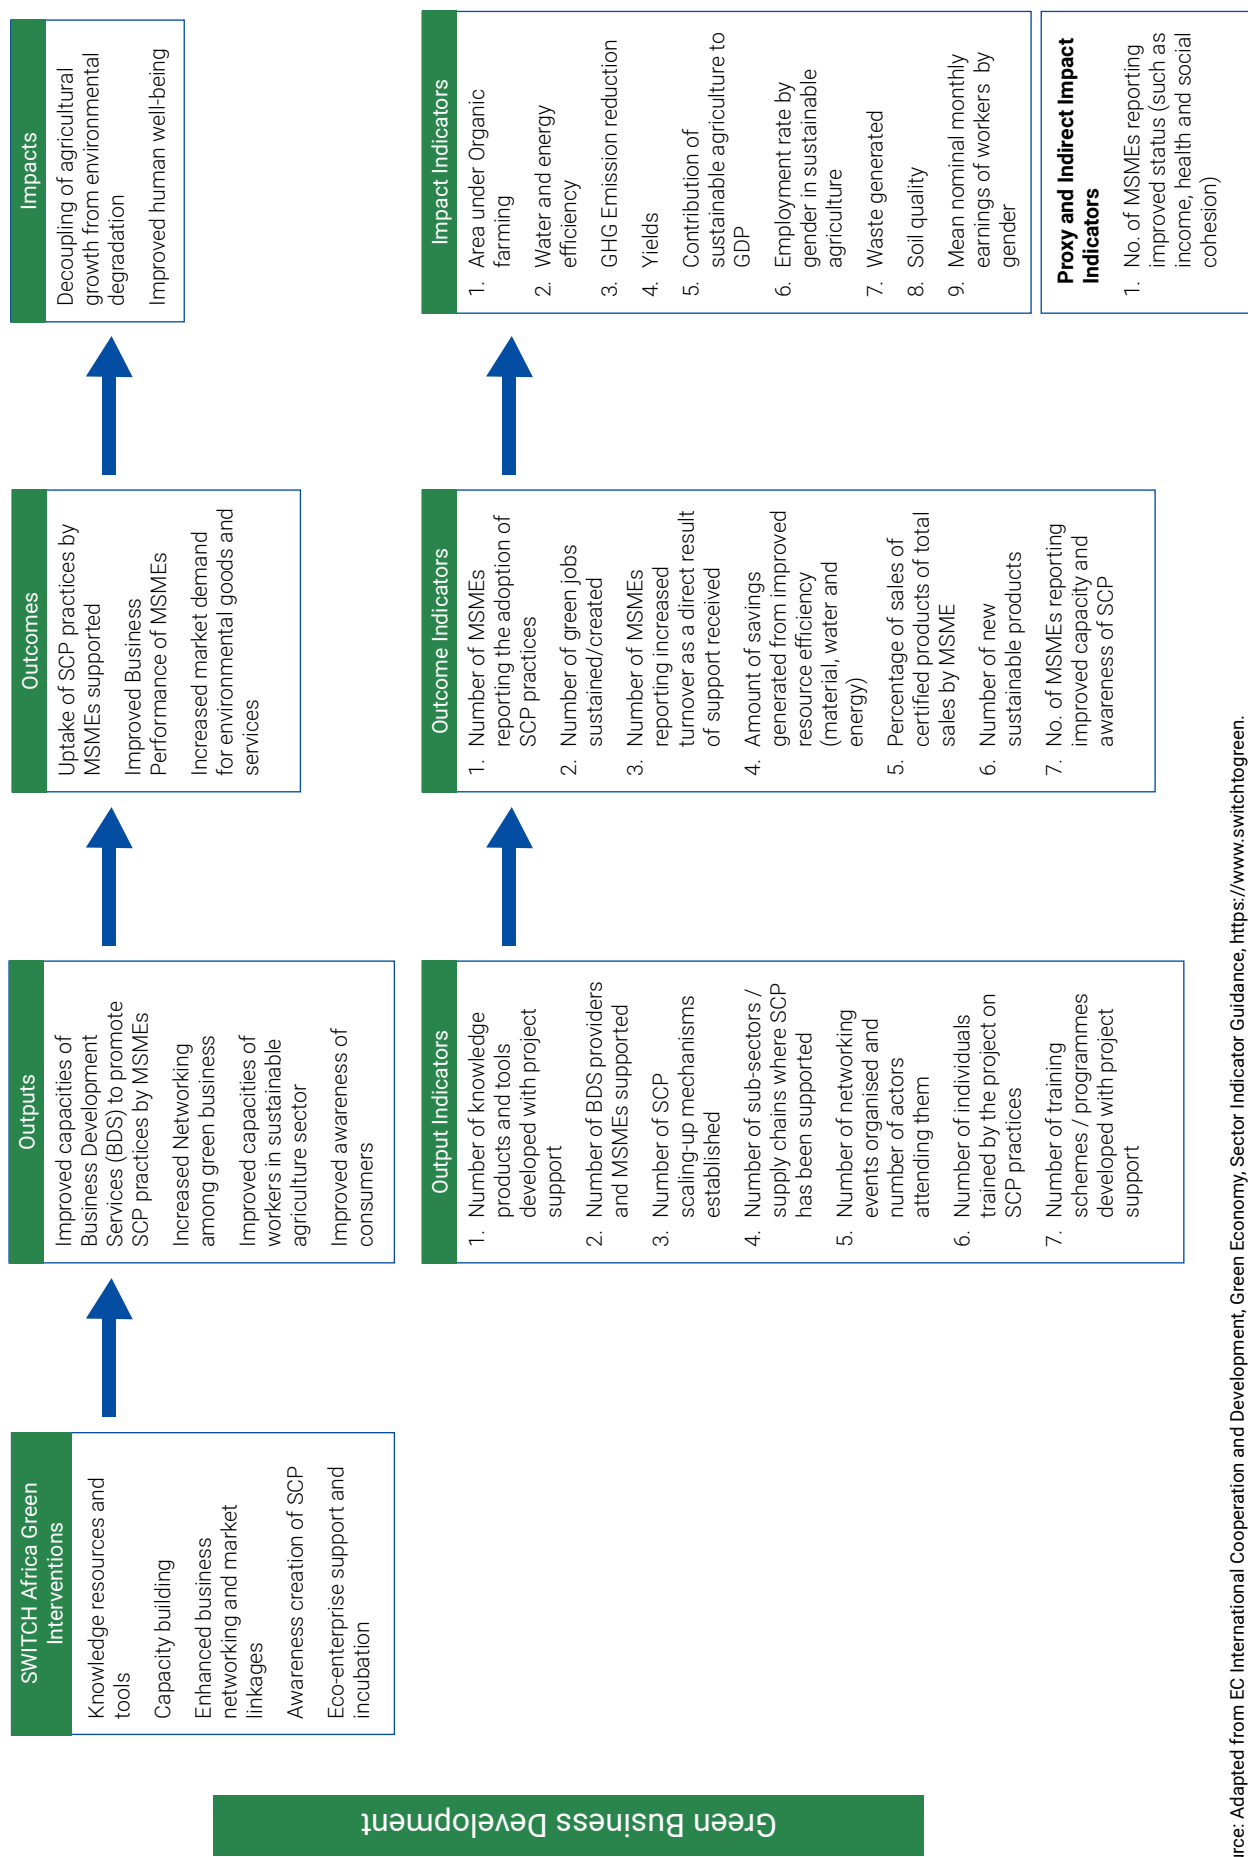 Green Business Development
SWITCH Africa Green
Interventions
Knowledge resources and
tools
Capacity building
Enhanced business
networking and market
linkages
Awareness creation of SCP
Eco-enterprise support and
incubation
Outputs
Improved capacities of
Business Development
Services (BDS) to promote
SCP practices by MSMEs
Increased Networking
among green business
Improved capacities of
workers in sustainable
agriculture sector
Improved awareness of
consumers
Outcomes
Uptake of SCP practices by
MSMEs supported
Improved Business
Performance of MSMEs
Increased market demand
for environmental goods and
services
Impacts
Decoupling of agricultural
growth from environmental
degradation
Improved human well-being
Output Indicators
1. Number of knowledge
products and tools
developed with project
support
2. Number of BDS providers
and MSMEs supported
3. Number of SCP
scaling-up mechanisms
established
4. Number of sub-sectors /
supply chains where SCP
has been supported
5. Number of networking
events organised and
number of actors
attending them
6. Number of individuals
trained by the project on
SCP practices
7. Number of training
schemes / programmes
developed with project
support
Outcome Indicators
1. Number of MSMEs
reporting the adoption of
SCP practices
2. Number of green jobs
sustained/created
3. Number of MSMEs
reporting increased
turnover as a direct result
of support received
4. Amount of savings
generated from improved
resource efficiency
(material, water and
energy)
5. Percentage of sales of
certified products of total
sales by MSME
6. Number of new
sustainable products
7. No. of MSMEs reporting
improved capacity and
awareness of SCP
Impact Indicators
1. Area under Organic
farming
2. Water and energy
efficiency
3. GHG Emission reduction
4. Yields
5. Contribution of
sustainable agriculture to
GDP
6. Employment rate by
gender in sustainable
agriculture
7. Waste generated
8. Soil quality
9. Mean nominal monthly
earnings of workers by
gender
Proxy and Indirect Impact
Indicators
1. No. of MSMEs reporting
improved status (such as
income, health and social
cohesion)
urce: Adapted from EC International Cooperation and Development, Green Economy, Sector Indicator Guidance, https://www.switchtogreen.